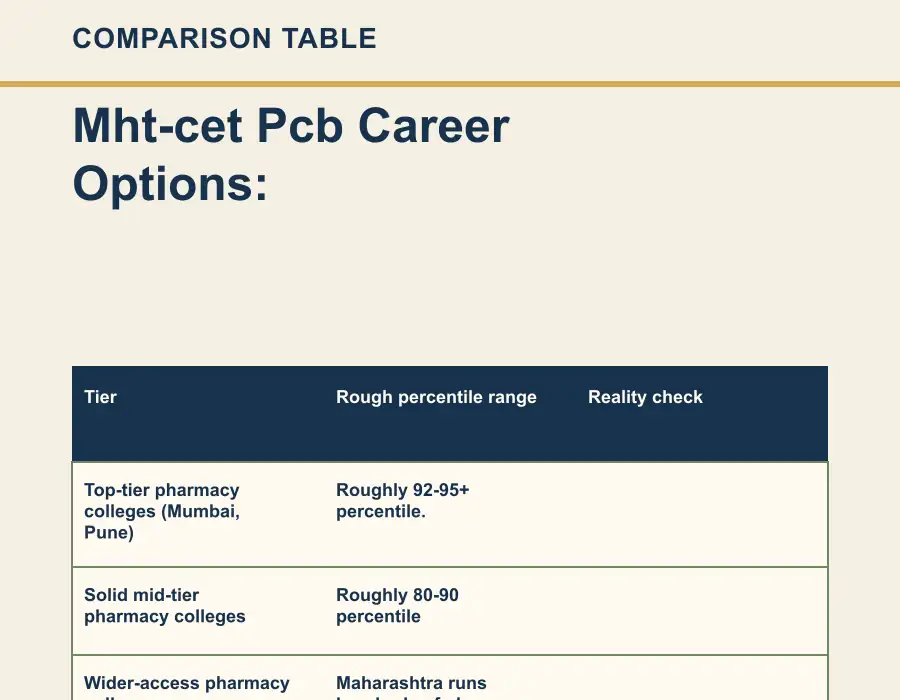 COMPARISON TABLE
Mht-cet Pcb Career
Options:
Tier
Rough percentile range
Reality check
Top-tier pharmacy
colleges (Mumbai,
Pune)
Roughly 92-95+
percentile.
Solid mid-tier
pharmacy colleges
Roughly 80-90
percentile
Wider-access pharmacy
Maharashtra runs